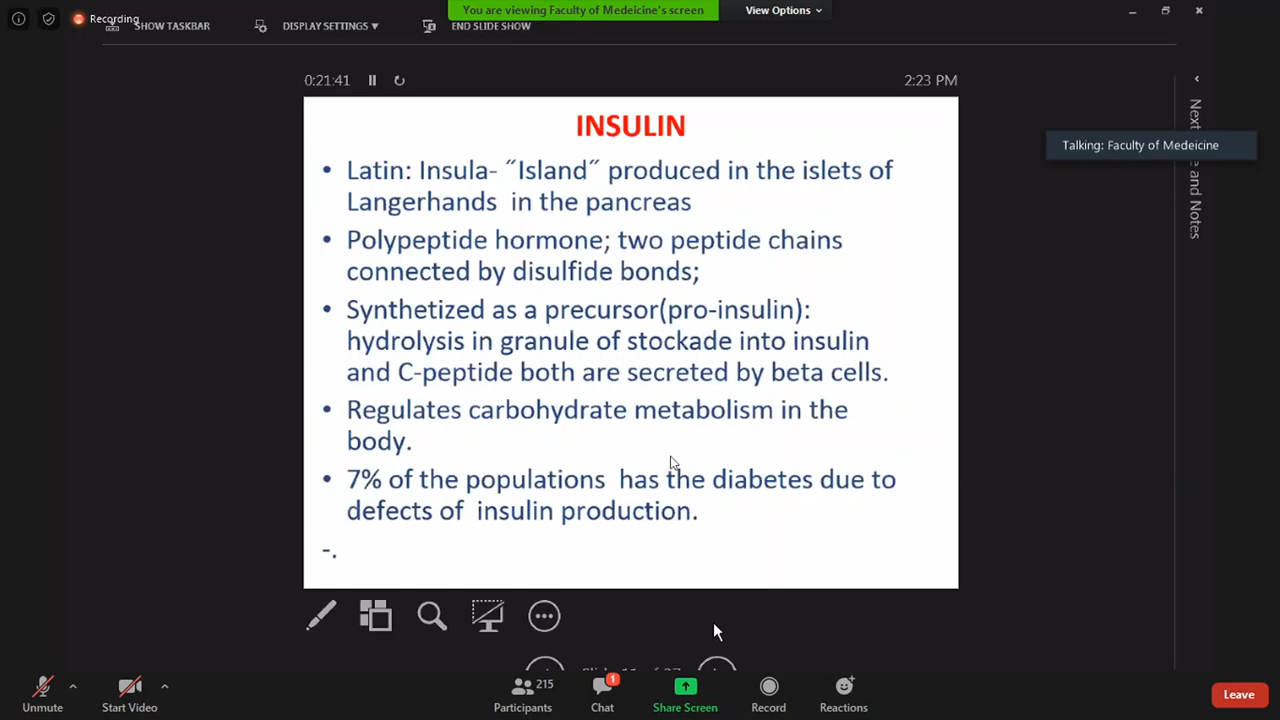 You are viewing Faculty of Medeicine's screen
View Options
Recording
SHOW TASKBAR
DISPLAY SETTINGS
END SLIDE SHOW
0:21:41
2:23 PM
INSULIN
• Latin: Insula- ˝Island˝ produced in the islets of
Langerhands in the pancreas
• Polypeptide hormone; two peptide chains
connected by disulfide bonds;
• Synthetized as a precursor(pro-insulin):
hydrolysis in granule of stockade into insulin
and C-peptide both are secreted by beta cells.
• Regulates carbohydrate metabolism in the
body.
• 7% of the populations has the diabetes due to
defects of insulin production.
-.
Talking: Faculty of Medeicine
Next
and Notes
Unmute
Start Video
215
Participants
1
Chat
Share Screen
Record
Reactions
Leave